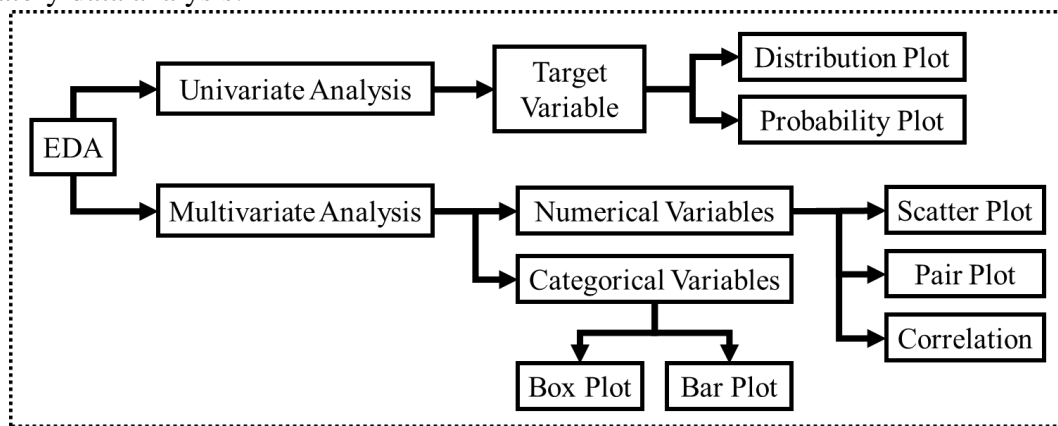 Distribution Plot
Univariate Analysis
Target
Variable
Probability Plot
EDA
Multivariate Analysis
Numerical Variables
Scatter Plot
Categorical Variables
Pair Plot
Correlation
Box Plot
Bar Plot